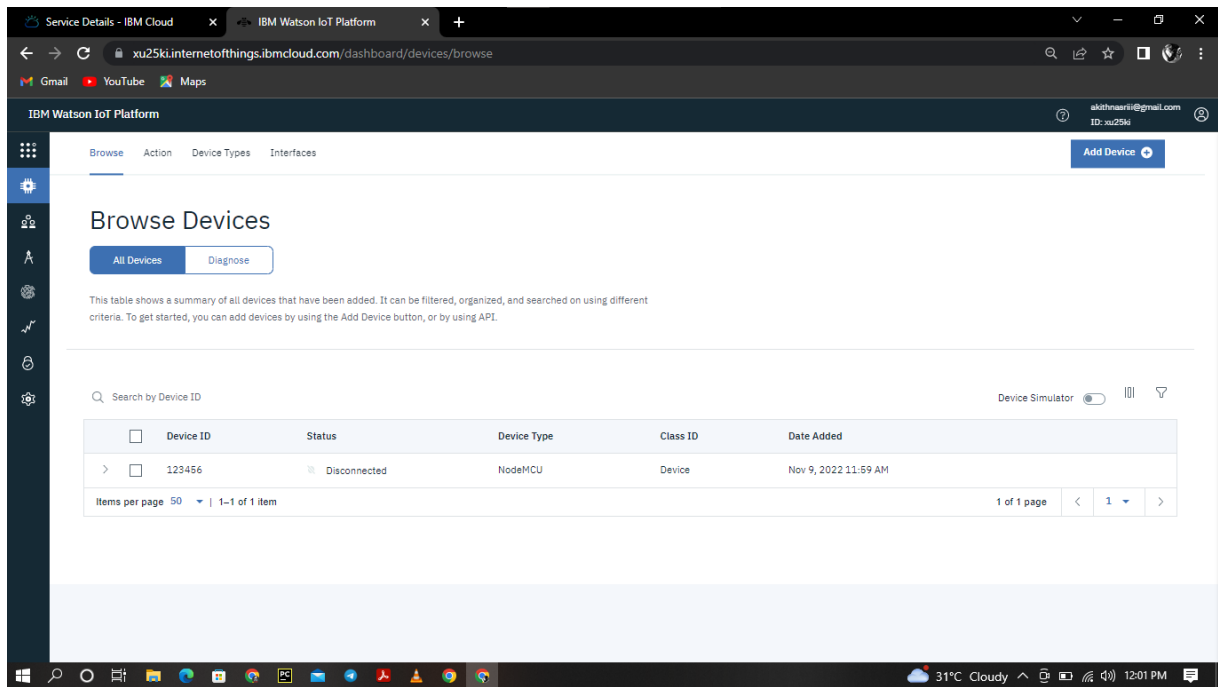 Service Details - IBM Cloud
IBM Watson IoT Platform
xu25ki.internetofthings.ibmcloud.com/dashboard/devices/browse
Gmail YouTube Maps
IBM Watson IoT Platform
akithnasriii@gmail.com
ID: xu25ki
Browse Action Device Types Interfaces
Add Device
Browse Devices
All Devices Diagnose
This table shows a summary of all devices that have been added. It can be filtered, organized, and searched on using different
criteria. To get started, you can add devices by using the Add Device button, or by using API.
Search by Device ID
Device Simulator
Device ID Status Device Type Class ID Date Added
123456 Disconnected NodeMCU Device Nov 9, 2022 11:59 AM
Items per page 50 | 1–1 of 1 item
1 of 1 page 1
PC
31°C Cloudy 12:01 PM